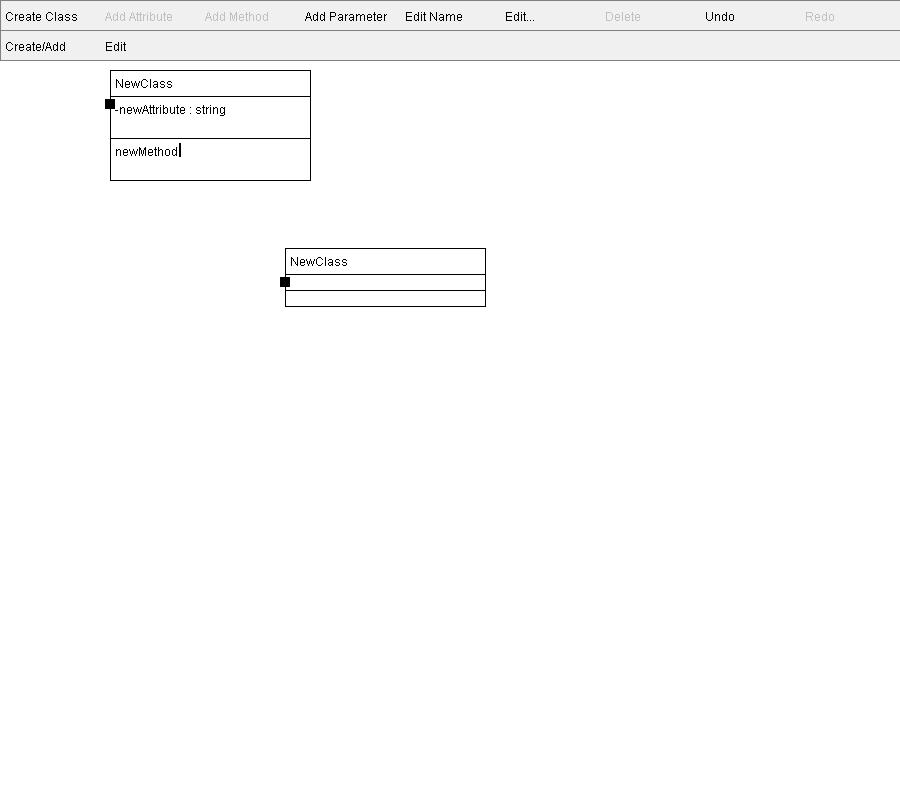 Create Class Add Attribute Add Method Add Parameter Edit Name Edit... Delete Undo Redo
Create/Add Edit
NewClass
-newAttribute : string
newMethod
NewClass